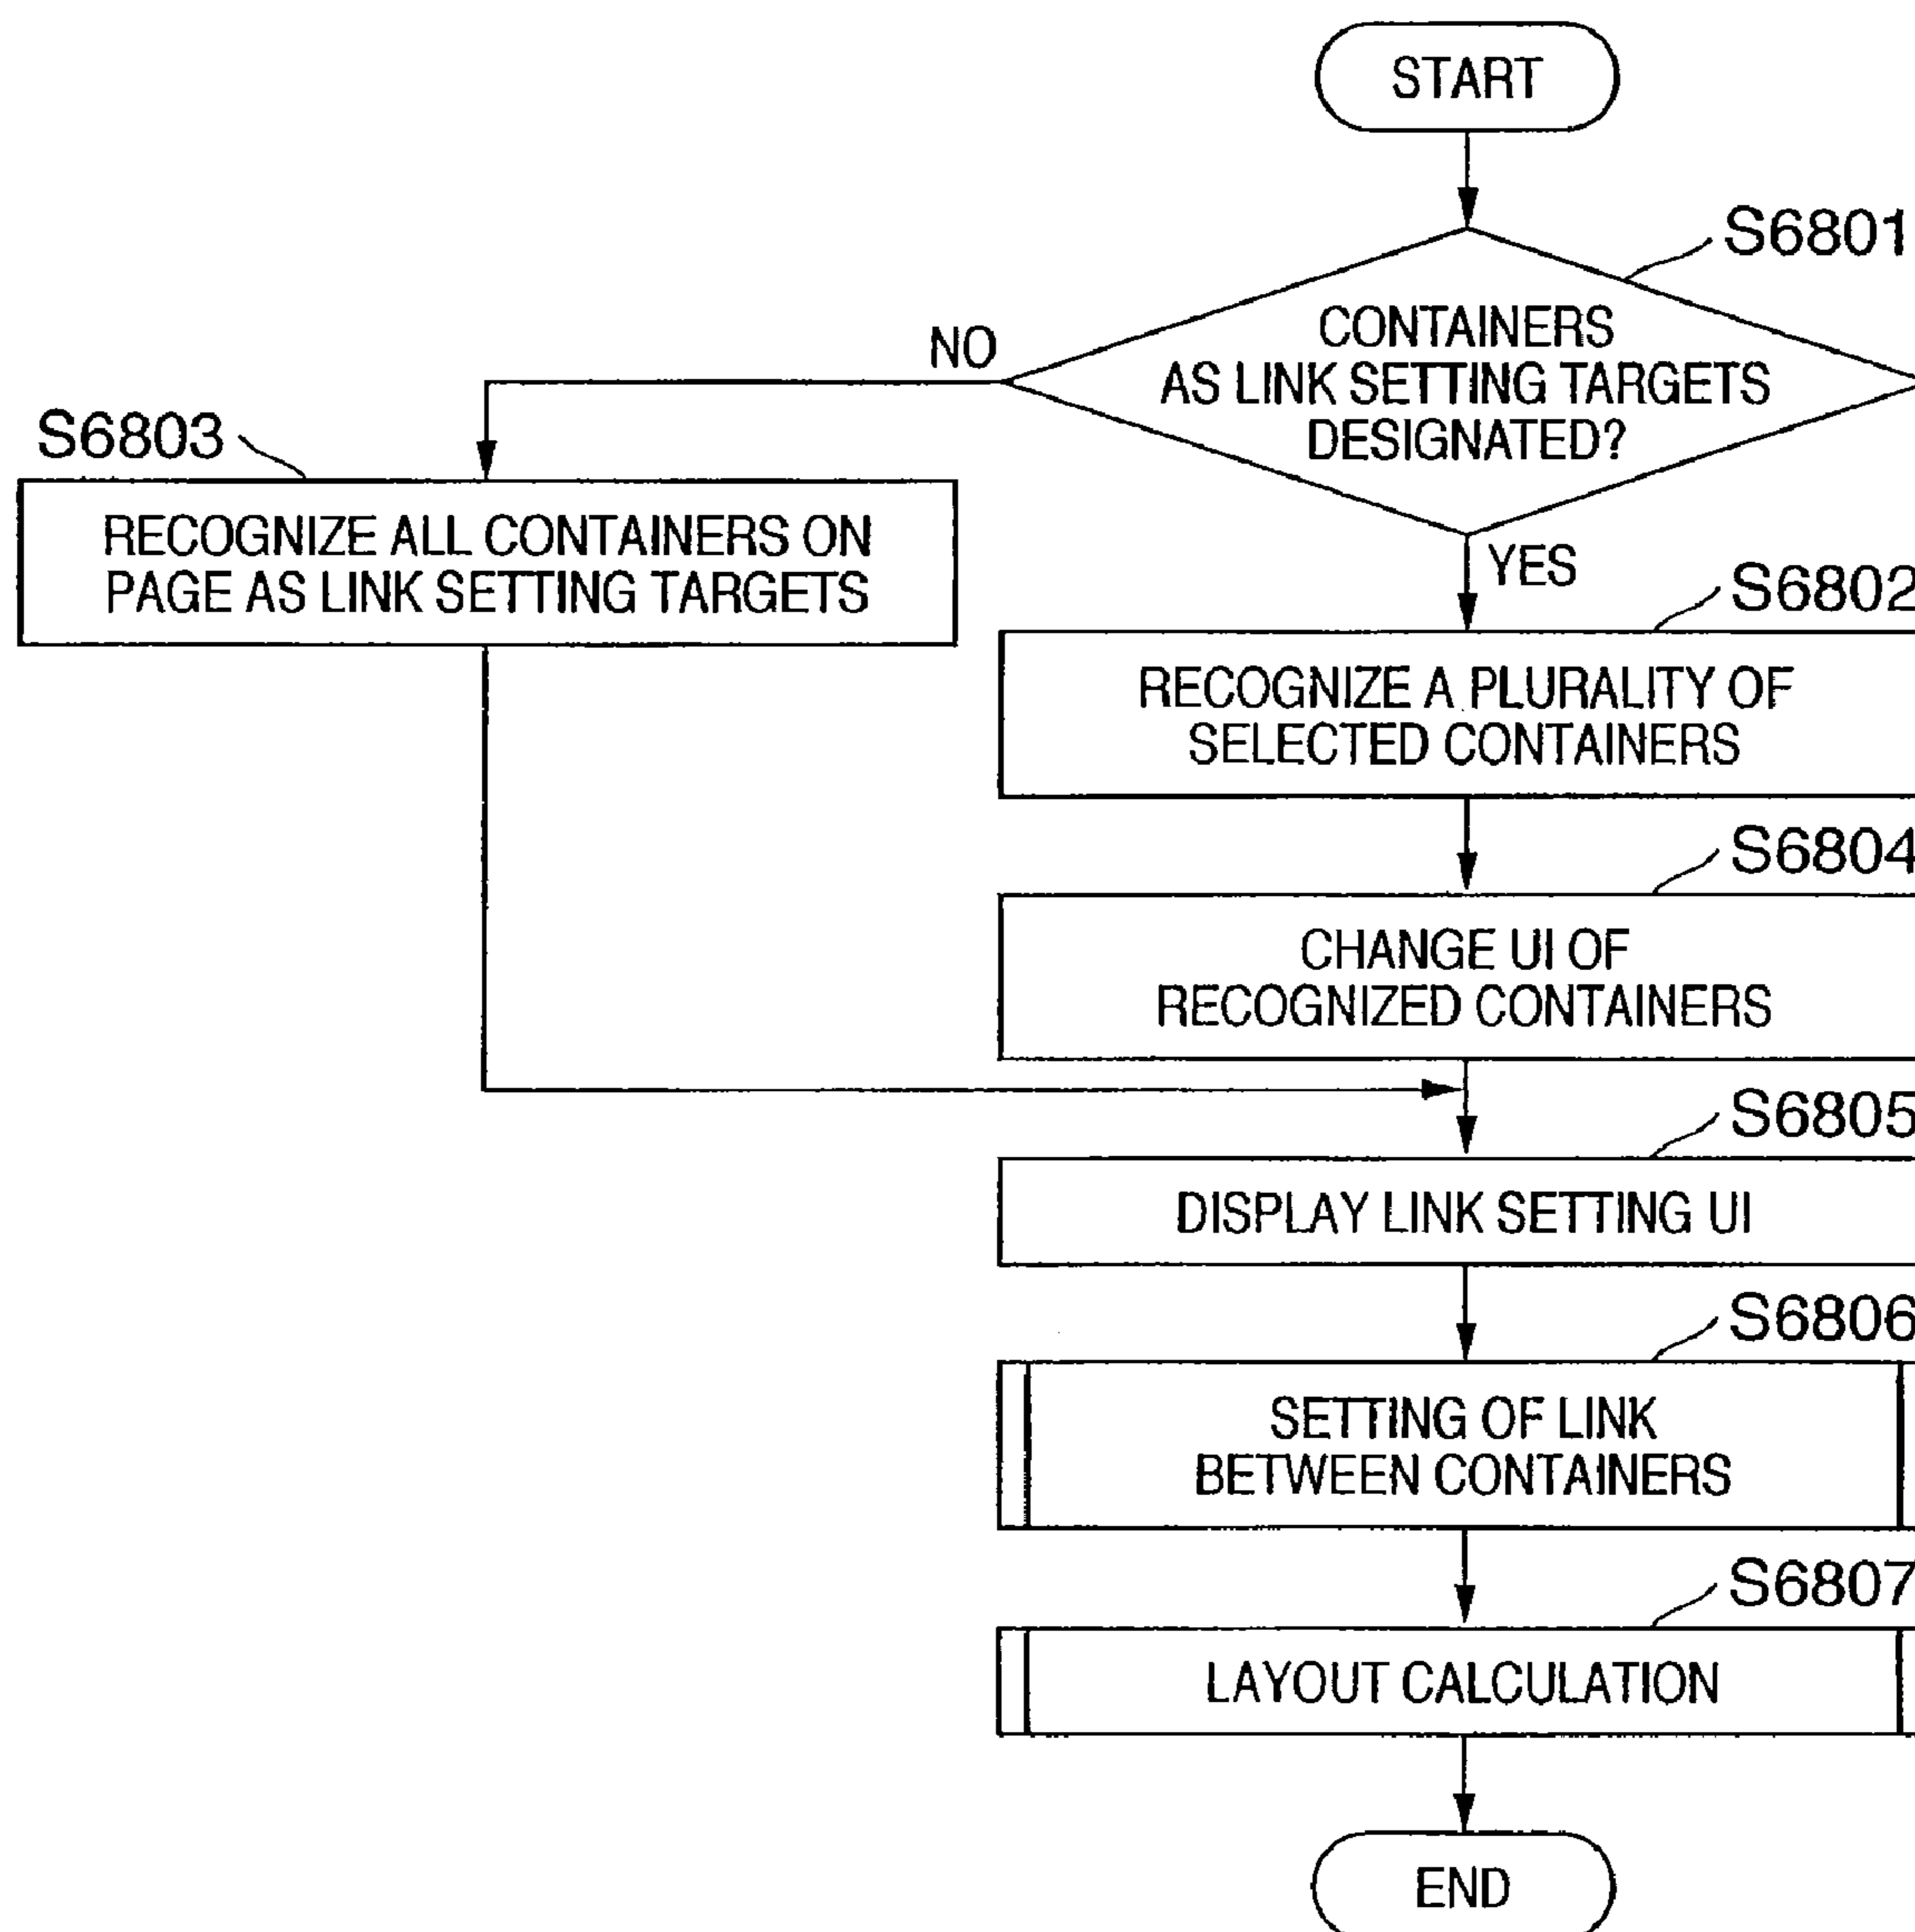 START
S6801
CONTAINERS
AS LINK SETTING TARGETS
DESIGNATED?
NO
YES
S6803
RECOGNIZE ALL CONTAINERS ON
PAGE AS LINK SETTING TARGETS
S6802
RECOGNIZE A PLURALITY OF
SELECTED CONTAINERS
S6804
CHANGE UI OF
RECOGNIZED CONTAINERS
S6805
DISPLAY LINK SETTING UI
S6806
SETTING OF LINK
BETWEEN CONTAINERS
S6807
LAYOUT CALCULATION
END